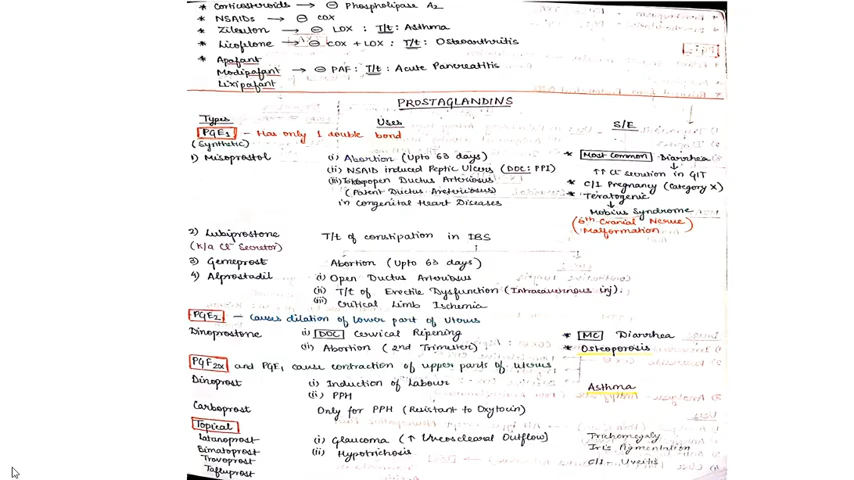 * Corticosteroids → ⊖ Phospholipase A2
* NSAIDs → ⊖ COX
* Zileuton → ⊖ LOX : T/t : Asthma
* Licofelone → ⊖ COX + LOX : T/t : Osteoarthritis
* Apafant
Modipafant → ⊖ PAF : T/t : Acute Pancreatitis
Lixipafant
PROSTAGLANDINS
Types Uses S/E
PGE1 - Has only 1 double bond
(Synthetic)
1) Misoprostol (i) Abortion (Upto 63 days) * Most Common Diarrhea
(ii) NSAID induced Peptic Ulcers (DOC: PPI) ↓ ↑↑ Cl⁻ secretion in GIT
(iii) open Ductus Arteriosus * C/I Pregnancy (Category X)
(Patent Ductus Arteriosus) * Teratogenic
in Congenital Heart Diseases ↓ Mobius Syndrome
(6th Cranial Nerve
Malformation)
2) Lubiprostone T/t of constipation in IBS
(K/a Cl⁻ Secretor)
3) Gemeprost Abortion (Upto 63 days)
4) Alprostadil (i) Open Ductus Arteriosus
(ii) T/t of Erectile Dysfunction (Intracavernous inj.)
(iii) Critical Limb Ischemia
PGE2 - causes dilation of lower part of uterus
Dinoprostone i) DOC Cervical Ripening * MC Diarrhea
(ii) Abortion (2nd Trimester) * Osteoporosis
PGF2α and PGE1 cause contraction of upper parts of uterus
Dinoprost (i) Induction of Labour Asthma
(ii) PPH
Carboprost Only for PPH (Resistant to Oxytocin)
Topical
Latanoprost (i) Glaucoma (↑ Uveoscleral Outflow) Trichomegaly
Bimatoprost (ii) Hypotrichosis Iris Pigmentation
Travoprost C/I - Uveitis
Tafluprost